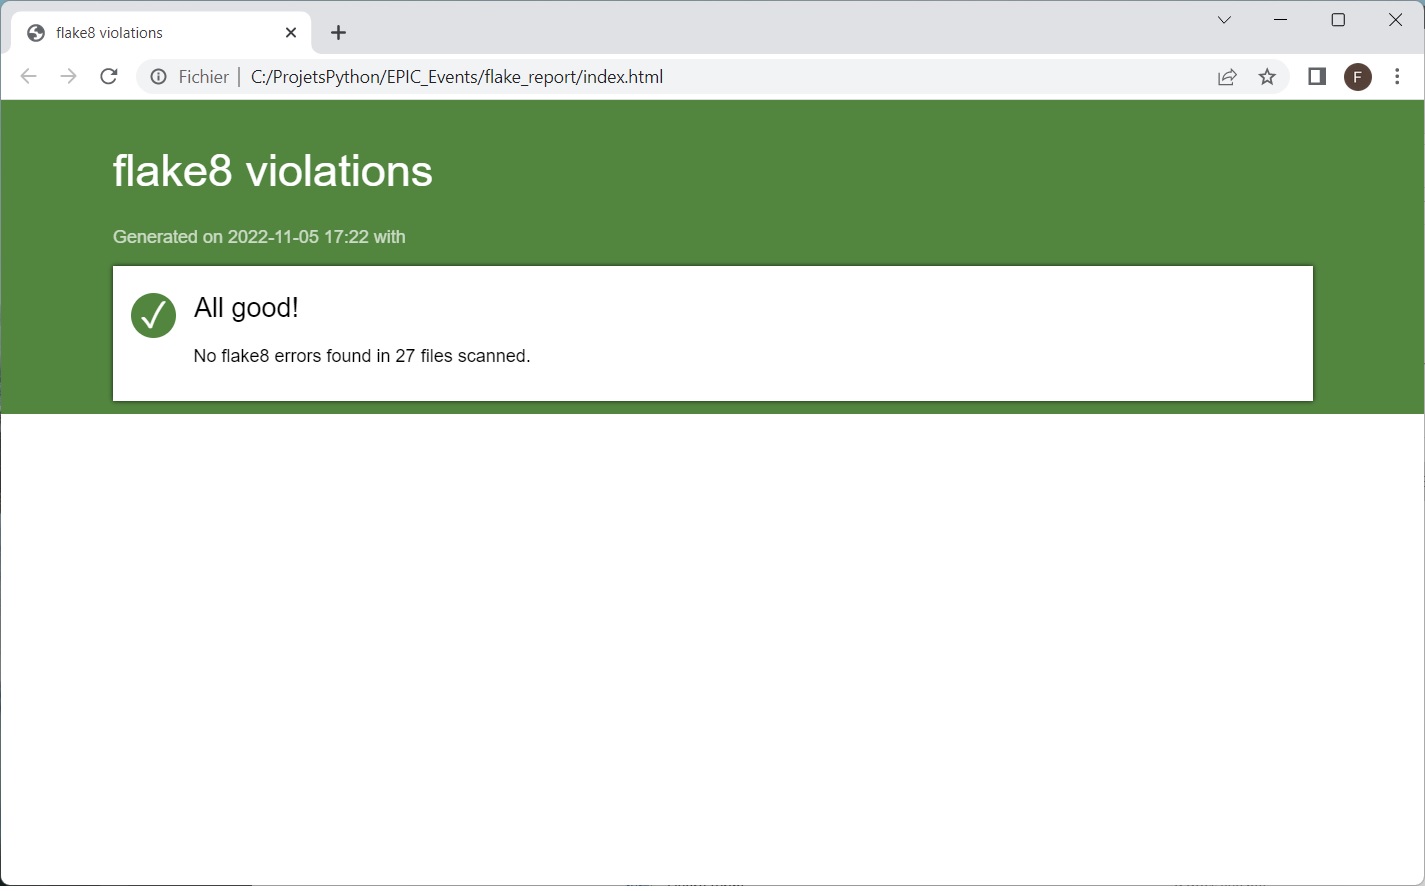 flake8 violations
Fichier | C:/ProjetsPython/EPIC_Events/flake_report/index.html
F
flake8 violations
Generated on 2022-11-05 17:22 with
All good!
No flake8 errors found in 27 files scanned.